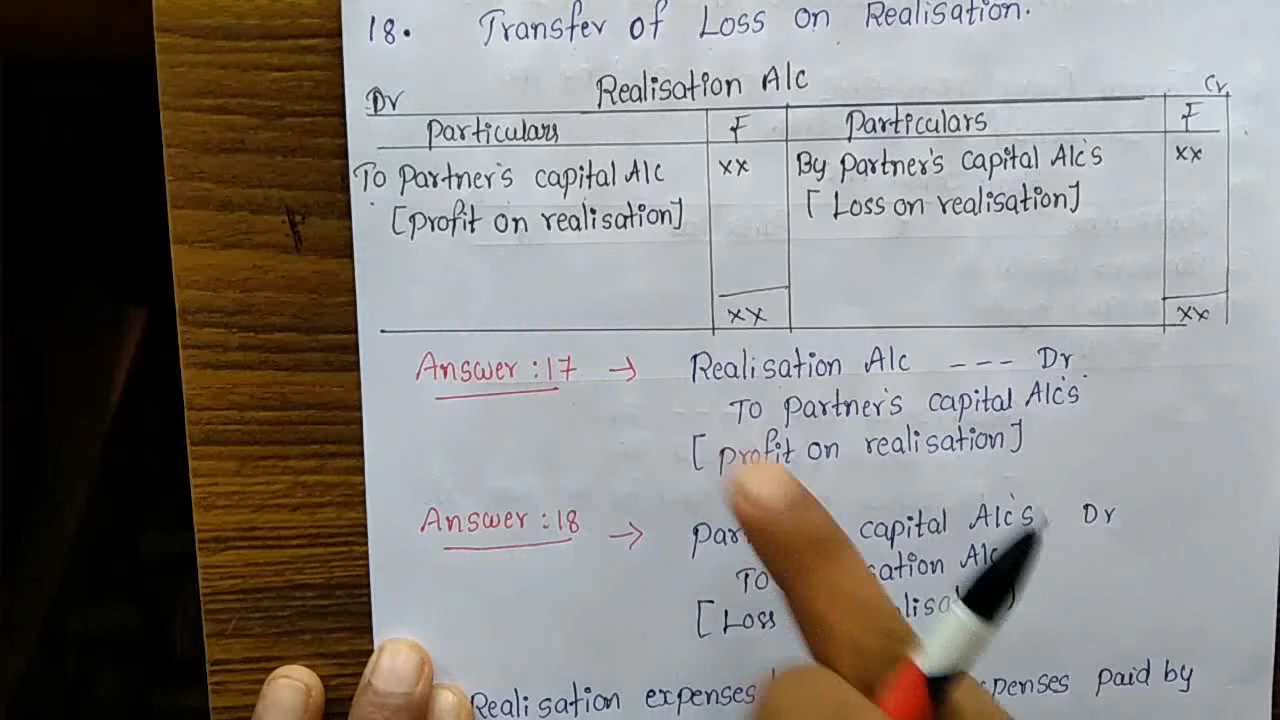 18. Transfer of Loss on Realisation.
Dr Realisation A/c Cr
Particulars ₹ Particulars ₹
To Partner's capital A/c xx By Partner's capital A/c's xx
[Profit on realisation] [Loss on realisation]
xx xx
Answer : 17 → Realisation A/c --- Dr
To Partner's capital A/c's
[Profit on realisation]
Answer : 18 → capital A/c's Dr
To
[Loss
Realisation expenses paid by